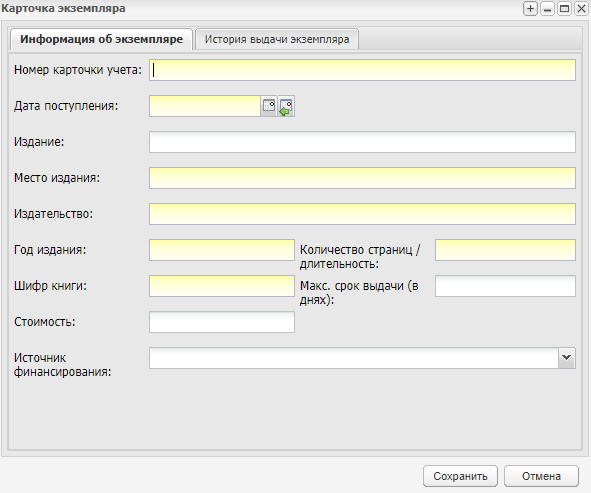 Карточка экземпляра
Информация об экземпляре
История выдачи экземпляра
Номер карточки учета:
Дата поступления:
Издание:
Место издания:
Издательство:
Год издания:
Количество страниц /
длительность:
Шифр книги:
Макс. срок выдачи (в
днях):
Стоимость:
Источник
финансирования:
Сохранить
Отмена